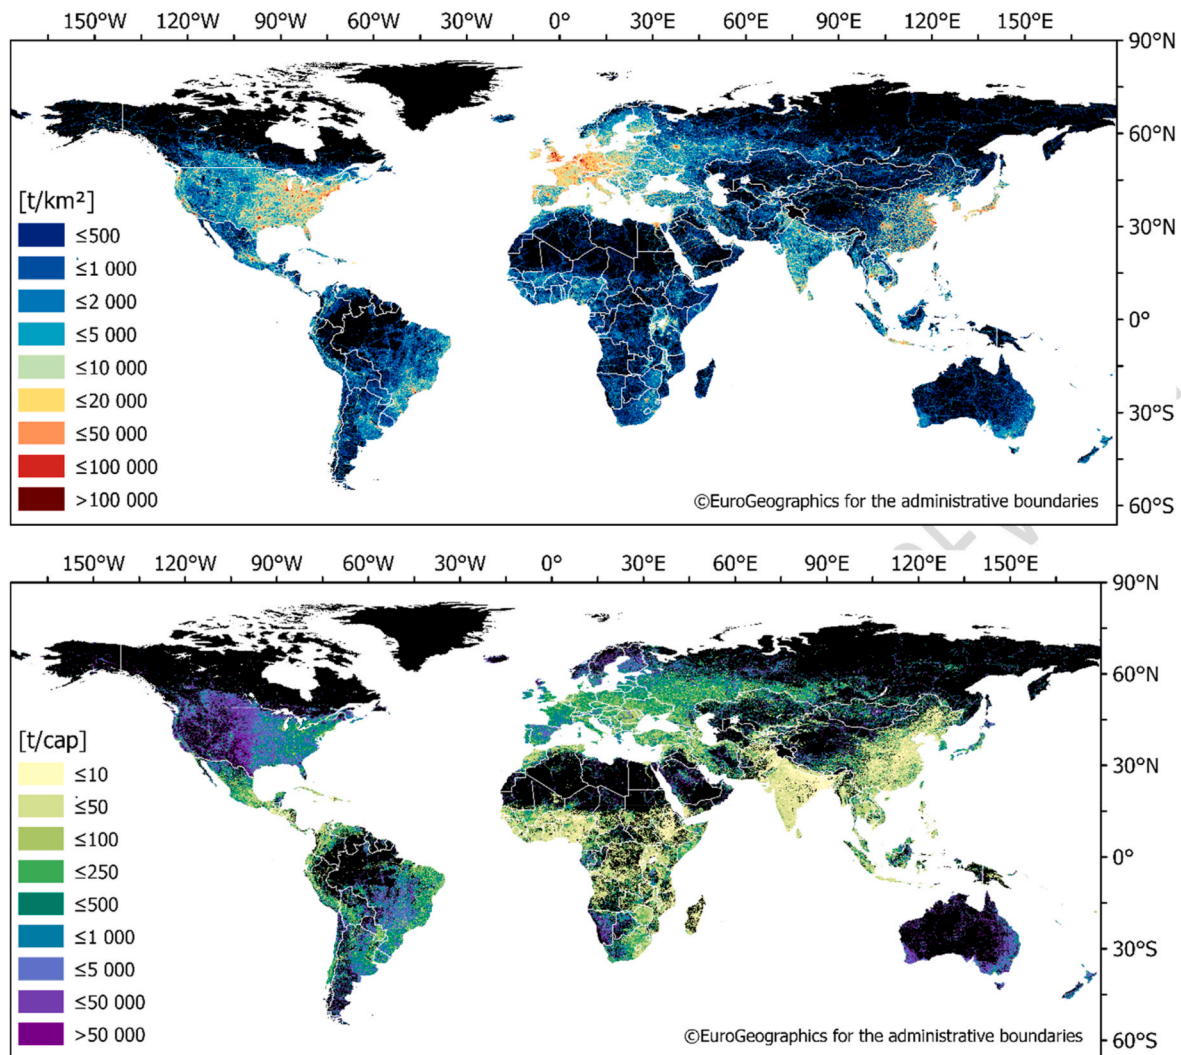 150°W 120°W 90°W 60°W 30°W 0° 30°E 60°E 90°E 120°E 150°E
90°N
60°N
[t/km²]
≤500
30°N
≤1 000
≤2 000
0°
≤5 000
≤10 000
≤20 000
30°S
≤50 000
≤100 000
>100 000
©EuroGeographics for the administrative boundaries
60°S
150°W 120°W 90°W 60°W 30°W 0° 30°E 60°E 90°E 120°E 150°E
90°N
60°N
[t/cap]
≤10
30°N
≤50
≤100
≤250
0°
≤500
≤1 000
30°S
≤5 000
≤50 000
>50 000
©EuroGeographics for the administrative boundaries
60°S